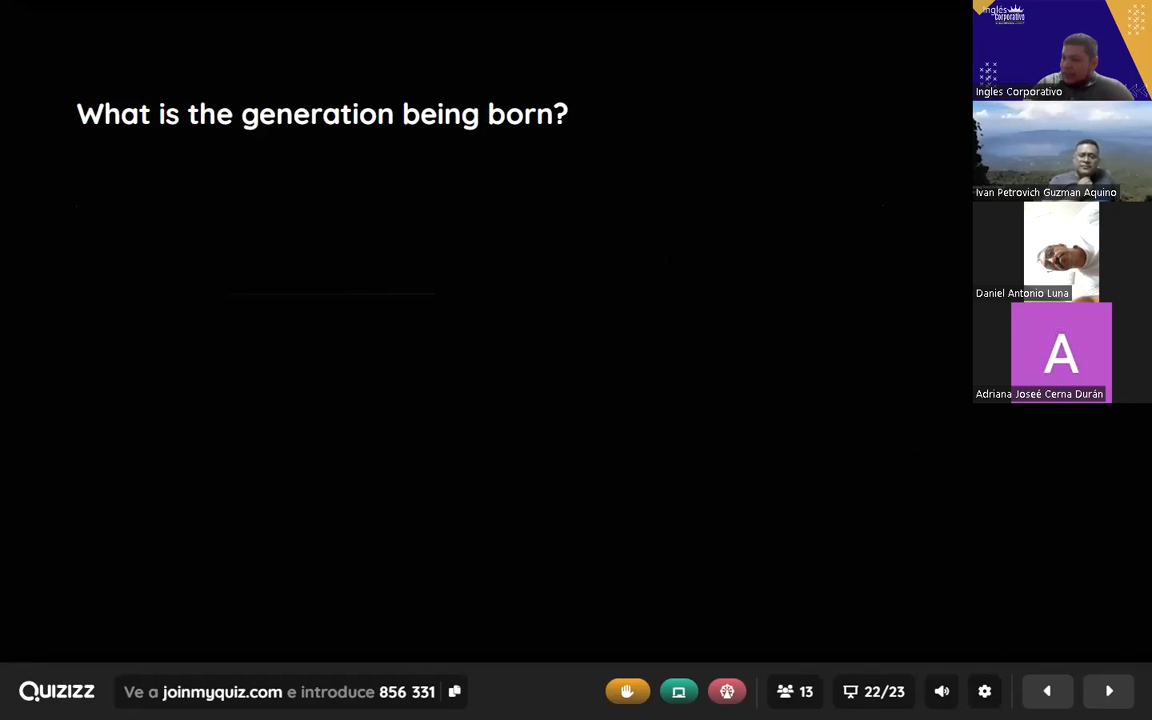 What is the generation being born?
Inglés
Corporativo
Ingles Corporativo
Ivan Petrovich Guzman Aquino
Daniel Antonio Luna
A
Adriana Joseé Cerna Durán
QUIZIZZ
Ve a joinmyquiz.com e introduce 856 331
13
22/23